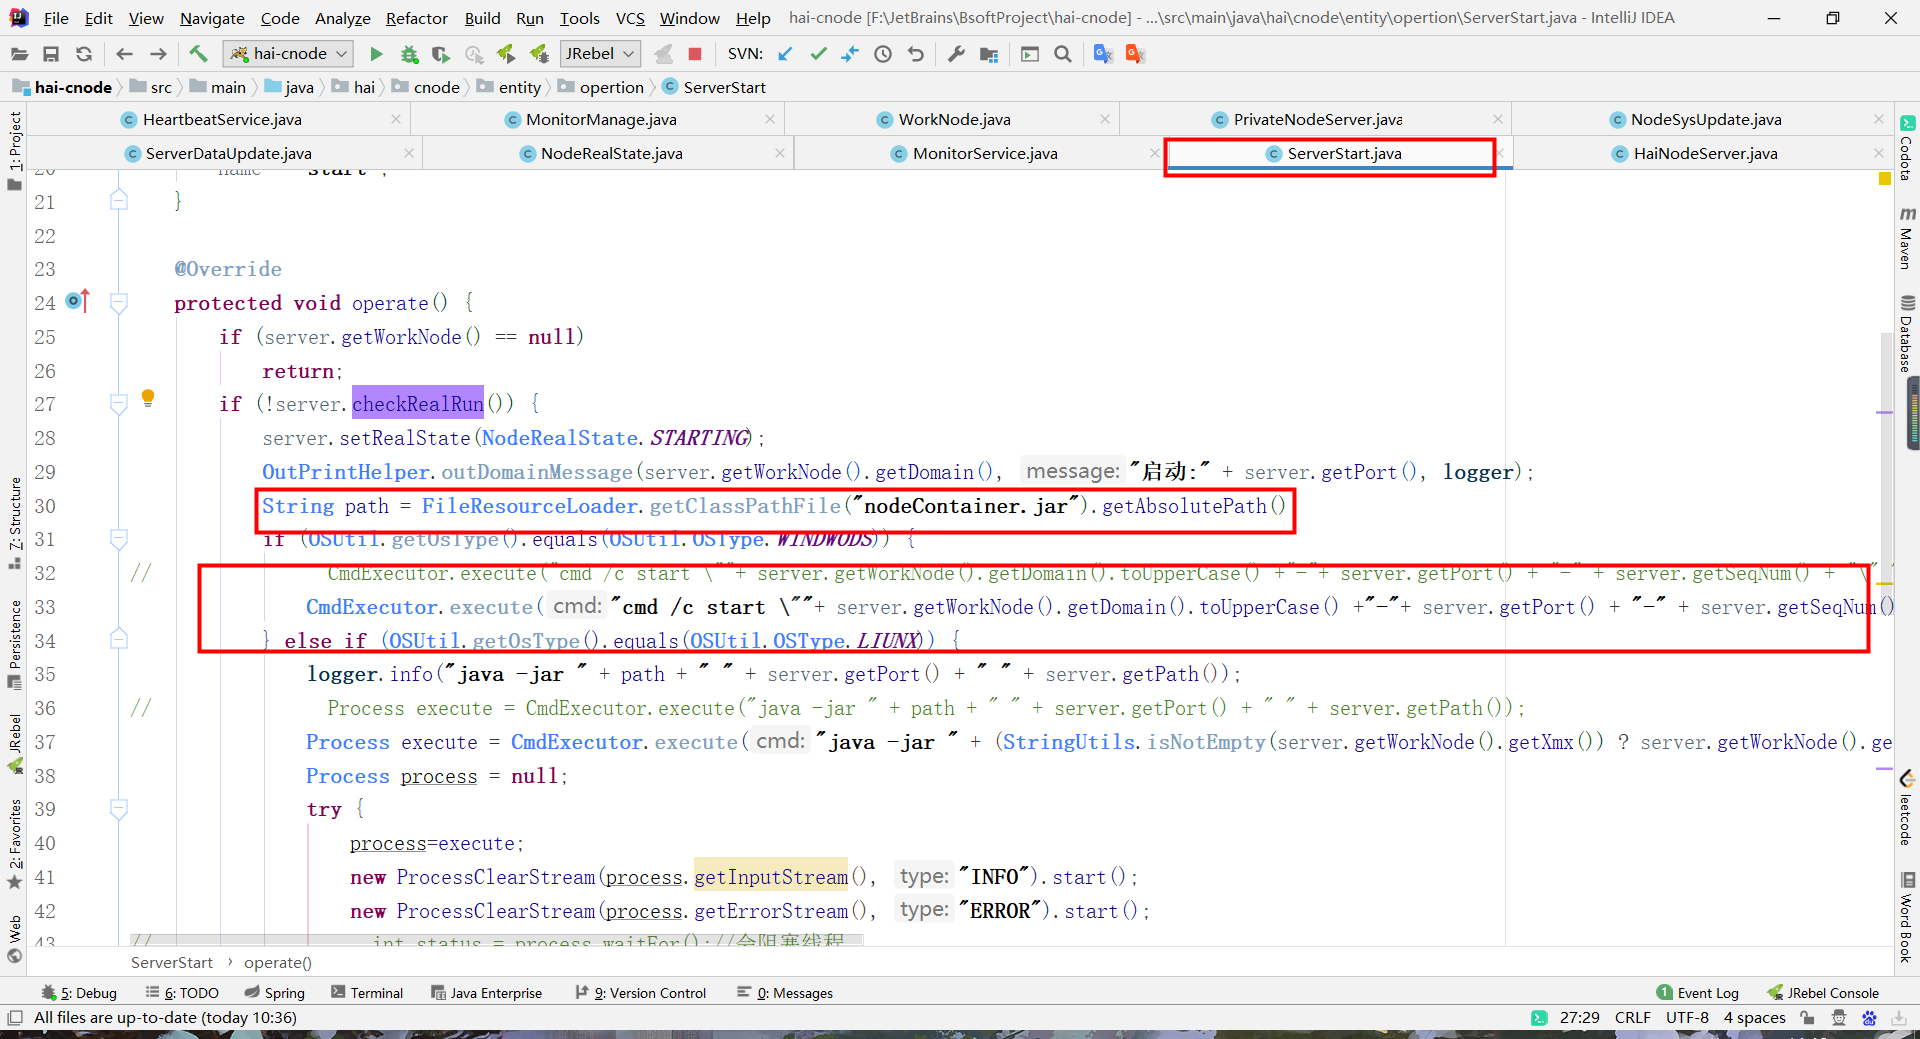 File Edit View Navigate Code Analyze Refactor Build Run Tools VCS Window Help hai-cnode [F:\JetBrains\BsoftProject\hai-cnode] - ...\src\main\java\hai\cnode\entity\opertion\ServerStart.java - IntelliJ IDEA
hai-cnode JRebel SVN:
hai-cnode src main java hai cnode entity opertion ServerStart
HeartbeatService.java MonitorManage.java WorkNode.java PrivateNodeServer.java NodeSysUpdate.java
ServerDataUpdate.java NodeRealState.java MonitorService.java ServerStart.java HaiNodeServer.java
1: Project
Z: Structure
Persistence
JRebel
2: Favorites
Web
20 name "start";
21 }
22
23 @Override
24 protected void operate() {
25 if (server.getWorkNode() == null)
26 return;
27 if (!server.checkRealRun()) {
28 server.setRealState(NodeRealState.STARTING);
29 OutPrintHelper.outDomainMessage(server.getWorkNode().getDomain(), message: "启动:" + server.getPort(), logger);
30 String path = FileResourceLoader.getClassPathFile("nodeContainer.jar").getAbsolutePath()
31 if (OSUtil.getOsType().equals(OSUtil.OSType.WINDWODS)) {
32 // CmdExecutor.execute("cmd /c start \""+ server.getWorkNode().getDomain().toUpperCase() +"-"+ server.getPort() + "-" + server.getSeqNum() + "\"
33 CmdExecutor.execute( cmd: "cmd /c start \""+ server.getWorkNode().getDomain().toUpperCase() +"-"+ server.getPort() + "-" + server.getSeqNum()
34 } else if (OSUtil.getOsType().equals(OSUtil.OSType.LIUNX)) {
35 logger.info("java -jar " + path + " " + server.getPort() + " " + server.getPath());
36 // Process execute = CmdExecutor.execute("java -jar " + path + " " + server.getPort() + " " + server.getPath());
37 Process execute = CmdExecutor.execute( cmd: "java -jar " + (StringUtils.isNotEmpty(server.getWorkNode().getXmx()) ? server.getWorkNode().ge
38 Process process = null;
39 try {
40 process=execute;
41 new ProcessClearStream(process.getInputStream(), type: "INFO").start();
42 new ProcessClearStream(process.getErrorStream(), type: "ERROR").start();
43 // int status = process.waitFor();//会阻塞线程
Codota
Maven
Database
leetcode
Word Book
ServerStart › operate()
5: Debug 6: TODO Spring Terminal Java Enterprise 9: Version Control 0: Messages 1 Event Log JRebel Console
All files are up-to-date (today 10:36) 27:29 CRLF UTF-8 4 spaces